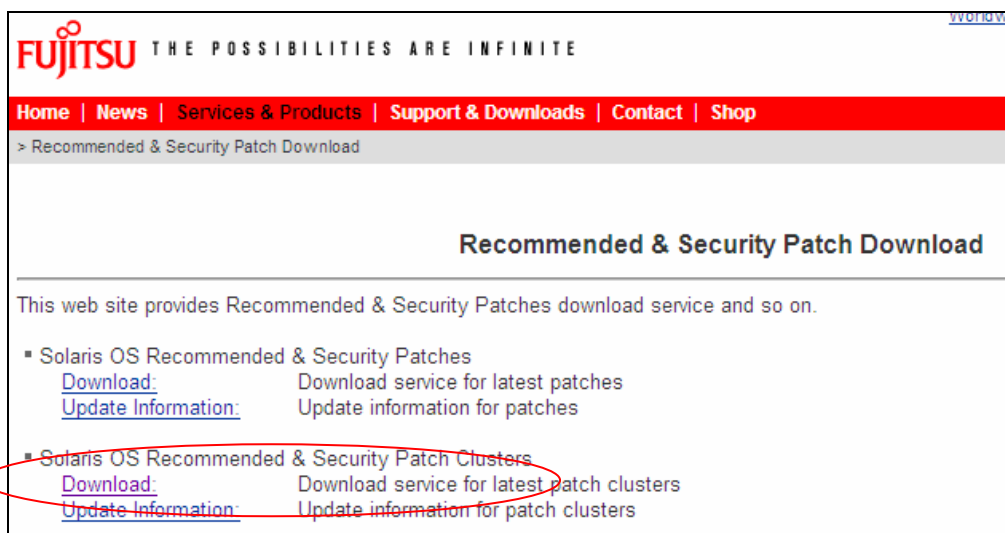 Worldw
FUJITSU THE POSSIBILITIES ARE INFINITE
Home | News | Services & Products | Support & Downloads | Contact | Shop
> Recommended & Security Patch Download
Recommended & Security Patch Download
This web site provides Recommended & Security Patches download service and so on.
Solaris OS Recommended & Security Patches
Download: Download service for latest patches
Update Information: Update information for patches
Solaris OS Recommended & Security Patch Clusters
Download: Download service for latest patch clusters
Update Information: Update information for patch clusters